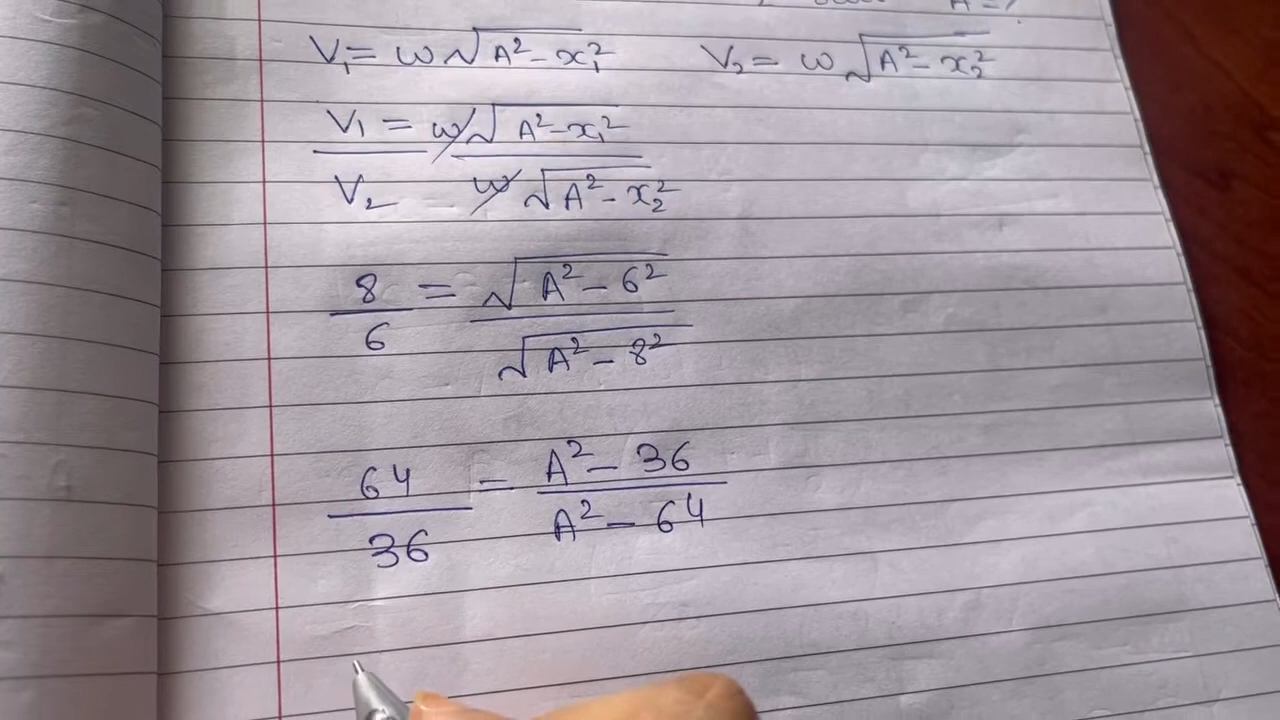 A = ?
V₁ = ω√(A² - x₁²) V₂ = ω√(A² - x₂²)
V₁/V₂ = ω√(A² - x₁²) / ω√(A² - x₂²)
8/6 = √(A² - 6²) / √(A² - 8²)
64/36 = (A² - 36) / (A² - 64)